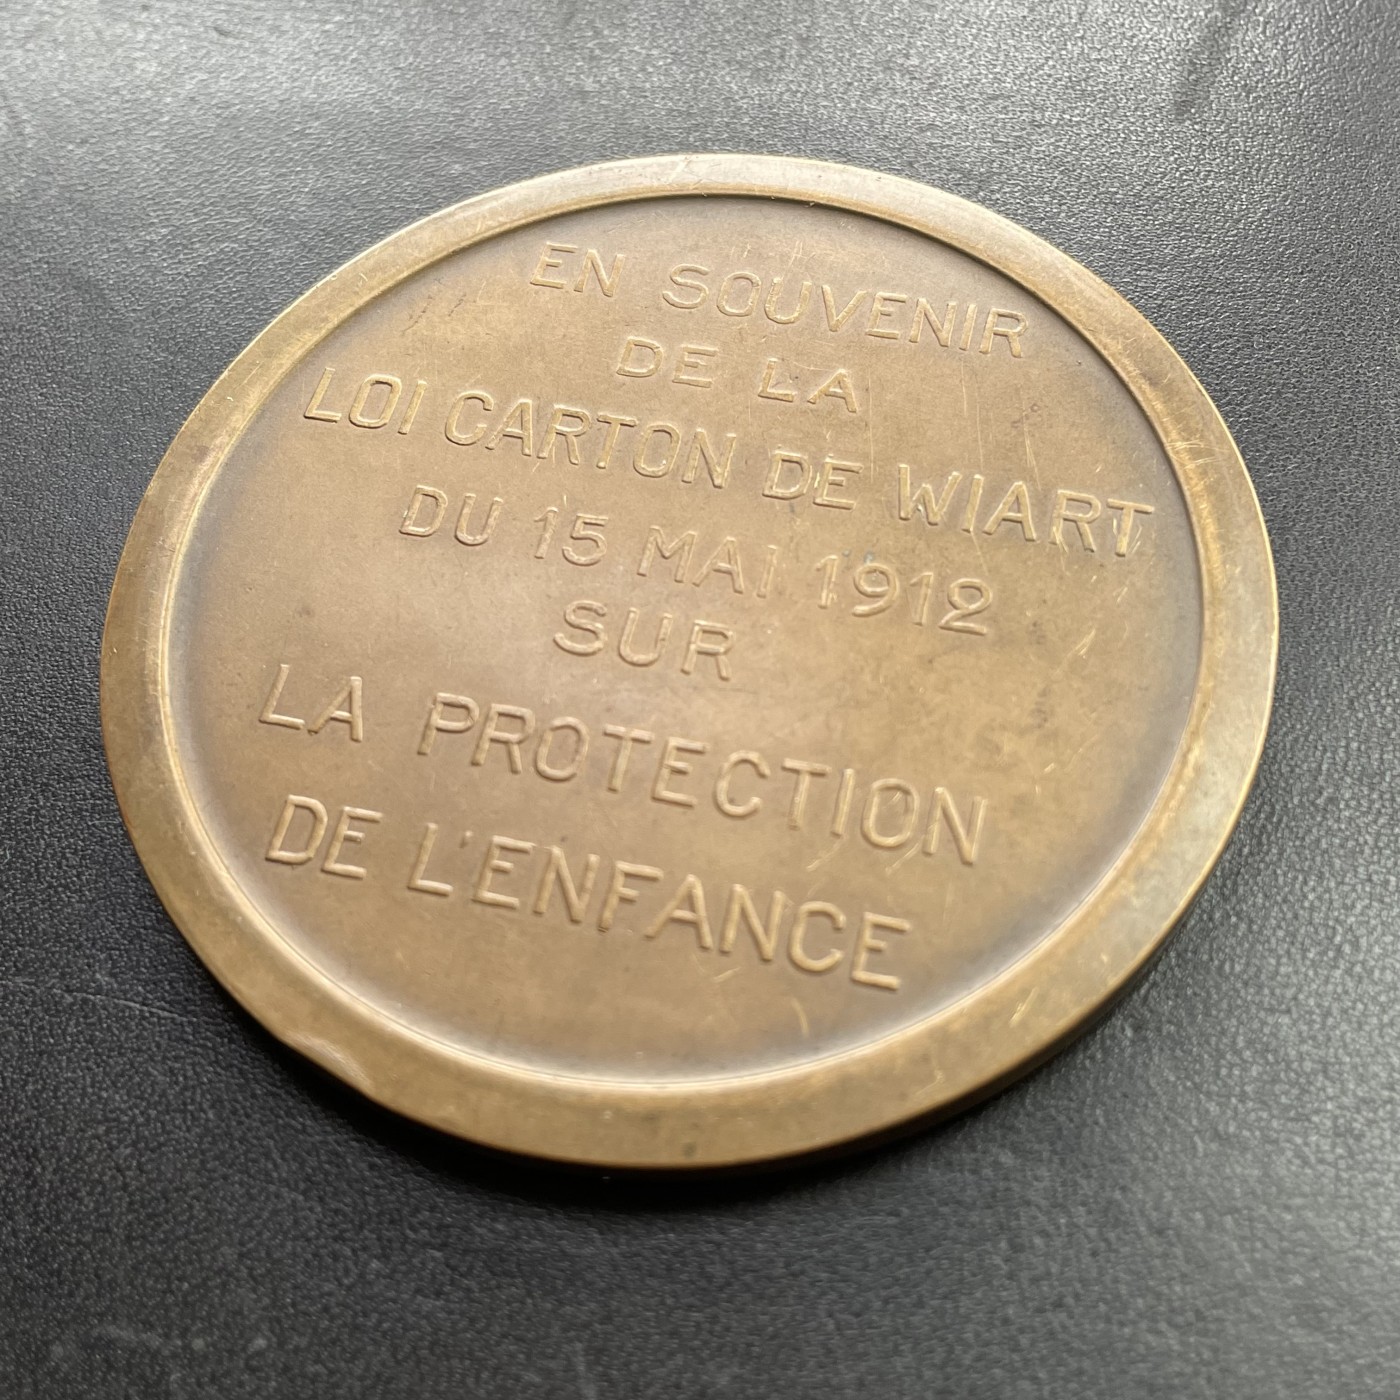 EN SOUVENIR
DE LA
LOI CARTON DE WIART
DU 15 MAI 1912
SUR
LA PROTECTION
DE L'ENFANCE